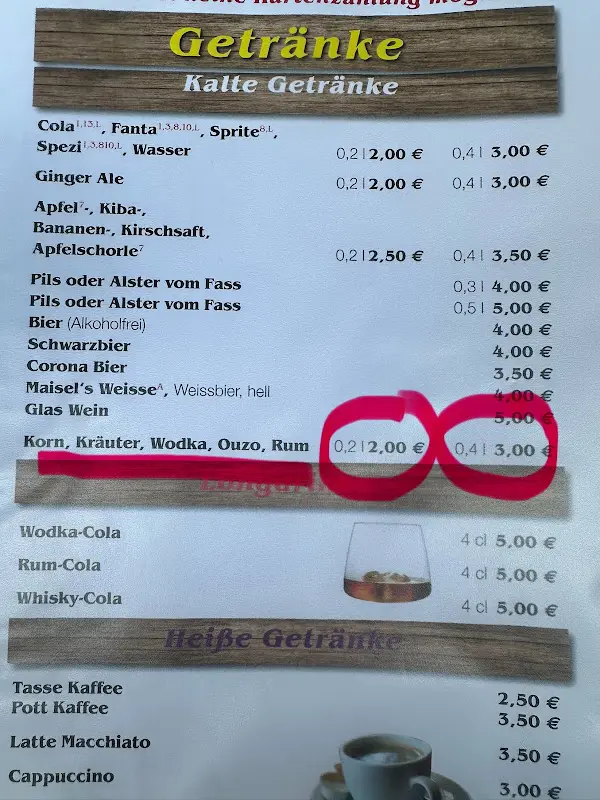 Getränke
Kalte Getränke
Cola1,13,L, Fanta1,3,8,10,L, Sprite8,L,
Spezi1,3,810,L, Wasser 0,2 l 2,00 € 0,4 l 3,00 €
Ginger Ale 0,2 l 2,00 € 0,4 l 3,00 €
Apfel7-, Kiba-,
Bananen-, Kirschsaft,
Apfelschorle7 0,2 l 2,50 € 0,4 l 3,50 €
Pils oder Alster vom Fass 0,3 l 4,00 €
Pils oder Alster vom Fass 0,5 l 5,00 €
Bier (Alkoholfrei) 4,00 €
Schwarzbier 4,00 €
Corona Bier 3,50 €
Maisel's WeisseA, Weissbier, hell 4,00 €
Glas Wein 5,00 €
Korn, Kräuter, Wodka, Ouzo, Rum 0,2 l 2,00 € 0,4 l 3,00 €
Wodka-Cola 4 cl 5,00 €
Rum-Cola 4 cl 5,00 €
Whisky-Cola 4 cl 5,00 €
Heiße Getränke
Tasse Kaffee 2,50 €
Pott Kaffee 3,50 €
Latte Macchiato 3,50 €
Cappuccino 3,00 €